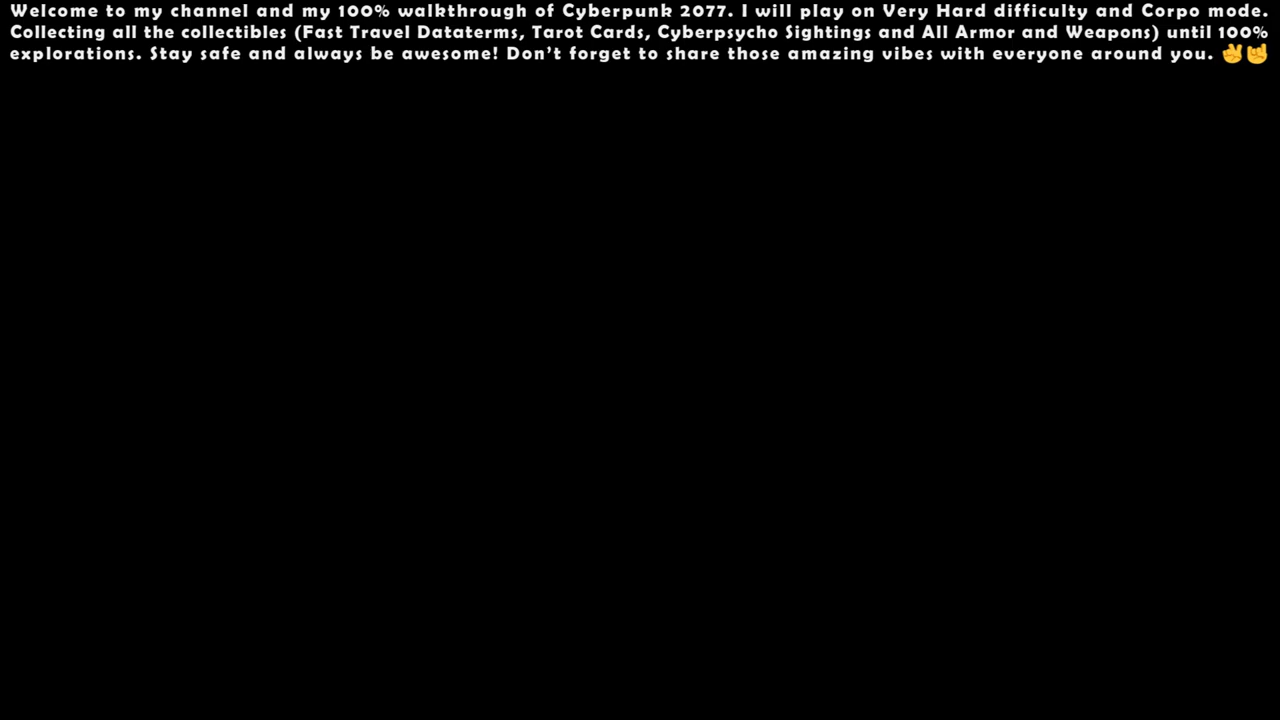 Welcome to my channel and my 100% walkthrough of Cyberpunk 2077. I will play on Very Hard difficulty and Corpo mode.
Collecting all the collectibles (Fast Travel Dataterms, Tarot Cards, Cyberpsycho Sightings and All Armor and Weapons) until 100%
explorations. Stay safe and always be awesome! Don’t forget to share those amazing vibes with everyone around you. ✌️🤘